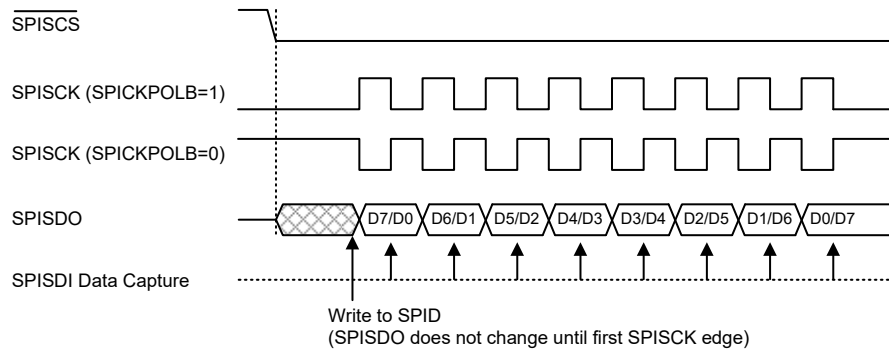 SPISCS
SPISCK (SPICKPOLB=1)
SPISCK (SPICKPOLB=0)
SPISDO
D7/D0 D6/D1 D5/D2 D4/D3 D3/D4 D2/D5 D1/D6 D0/D7
SPISDI Data Capture
Write to SPID
(SPISDO does not change until first SPISCK edge)